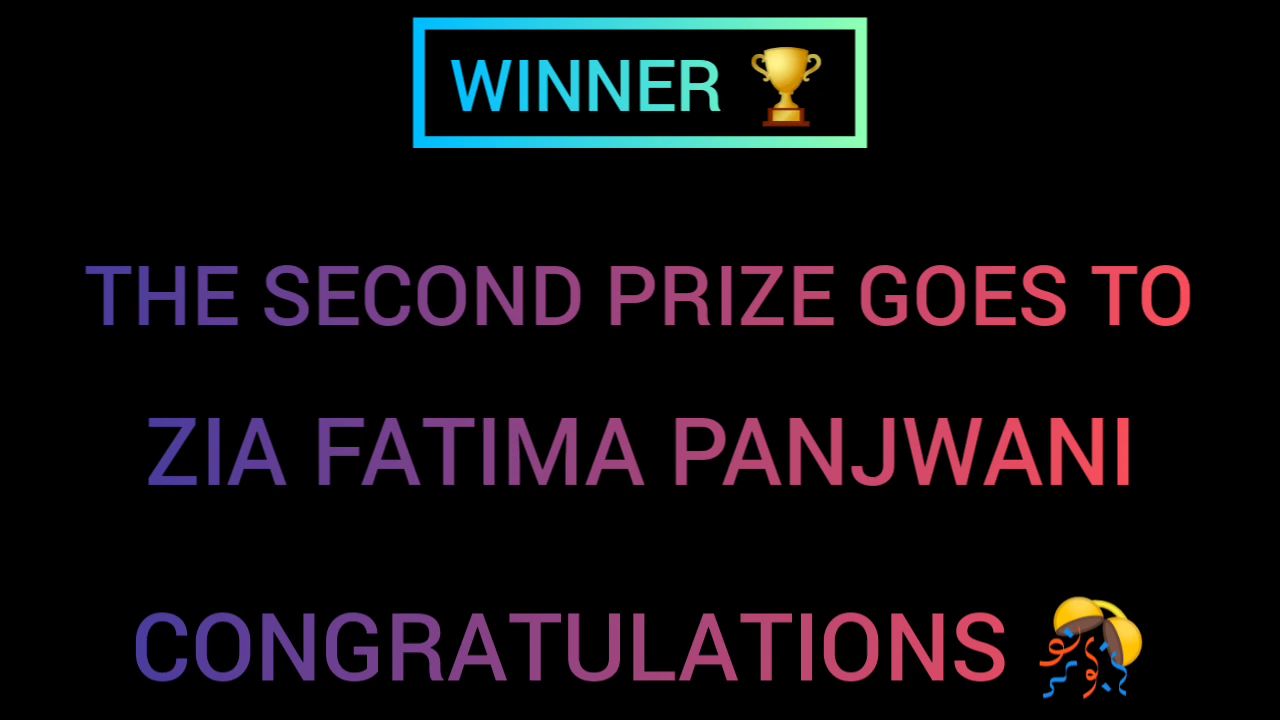 WINNER 🏆
THE SECOND PRIZE GOES TO
ZIA FATIMA PANJWANI
CONGRATULATIONS 🎊